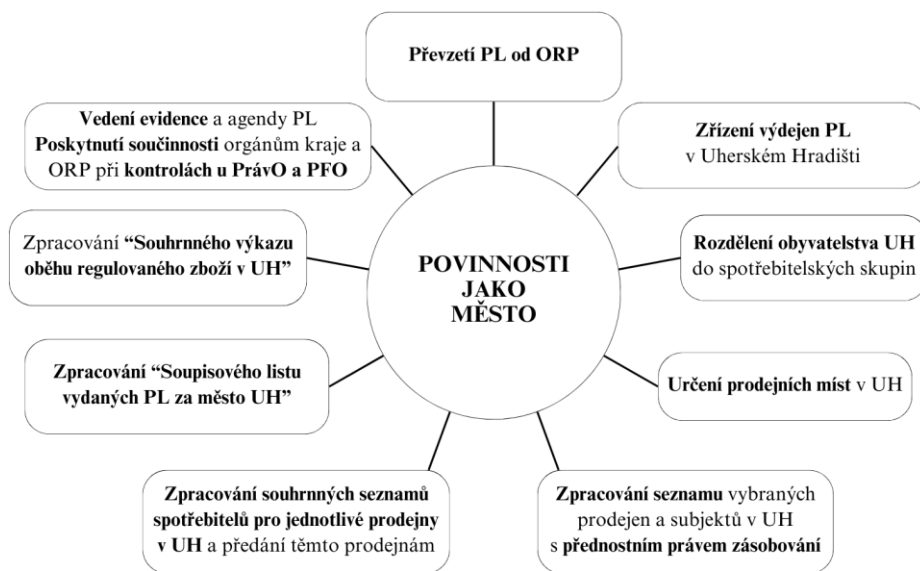 Převzetí PL od ORP
Zřízení výdejen PL
v Uherském Hradišti
Rozdělení obyvatelstva UH
do spotřebitelských skupin
Určení prodejních míst v UH
Zpracování seznamu vybraných
prodejen a subjektů v UH
s přednostním právem zásobování
Zpracování souhrnných seznamů
spotřebitelů pro jednotlivé prodejny
v UH a předání těmto prodejnám
Zpracování “Soupisového listu
vydaných PL za město UH”
Zpracování “Souhrnného výkazu
oběhu regulovaného zboží v UH”
Vedení evidence a agendy PL
Poskytnutí součinnosti orgánům kraje a
ORP při kontrolách u PrávO a PFO
POVINNOSTI
JAKO
MĚSTO